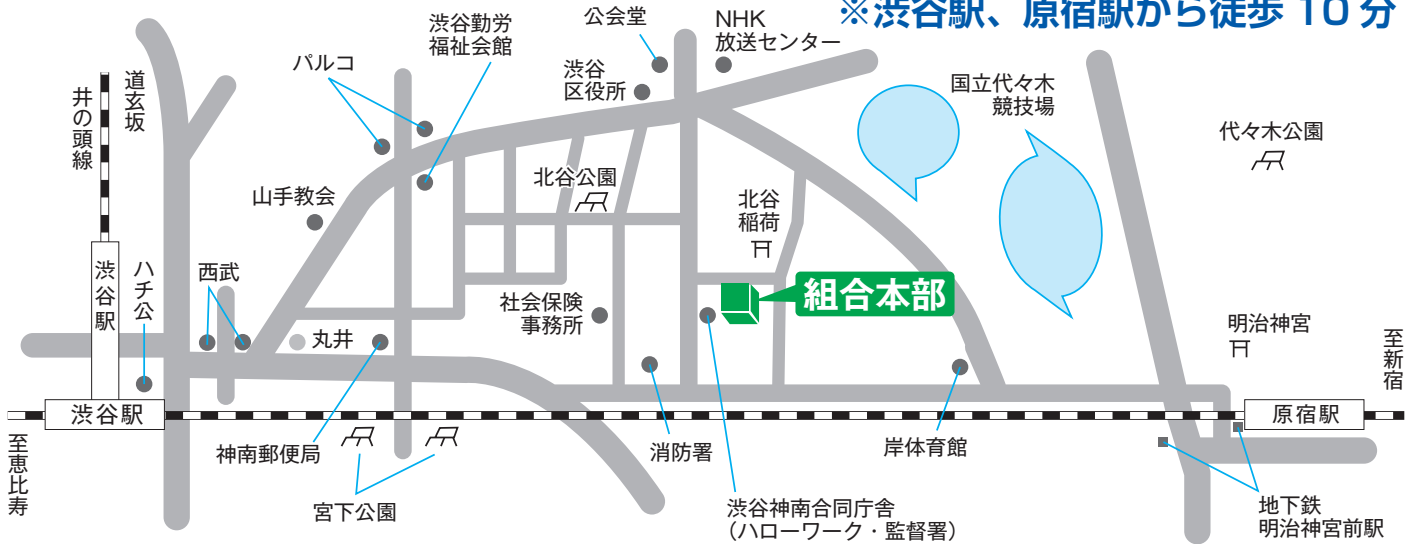 ※渋谷駅、原宿駅から徒歩 10 分
渋谷勤労
福祉会館
公会堂
NHK
放送センター
パルコ
渋谷
区役所
国立代々木
競技場
代々木公園
道玄坂
井の頭線
山手教会
北谷公園
北谷
稲荷
渋谷駅
ハチ公
西武
丸井
社会保険
事務所
組合本部
明治神宮
至新宿
渋谷駅
原宿駅
至恵比寿
神南郵便局
宮下公園
消防署
岸体育館
渋谷神南合同庁舎
（ハローワーク・監督署）
地下鉄
明治神宮前駅